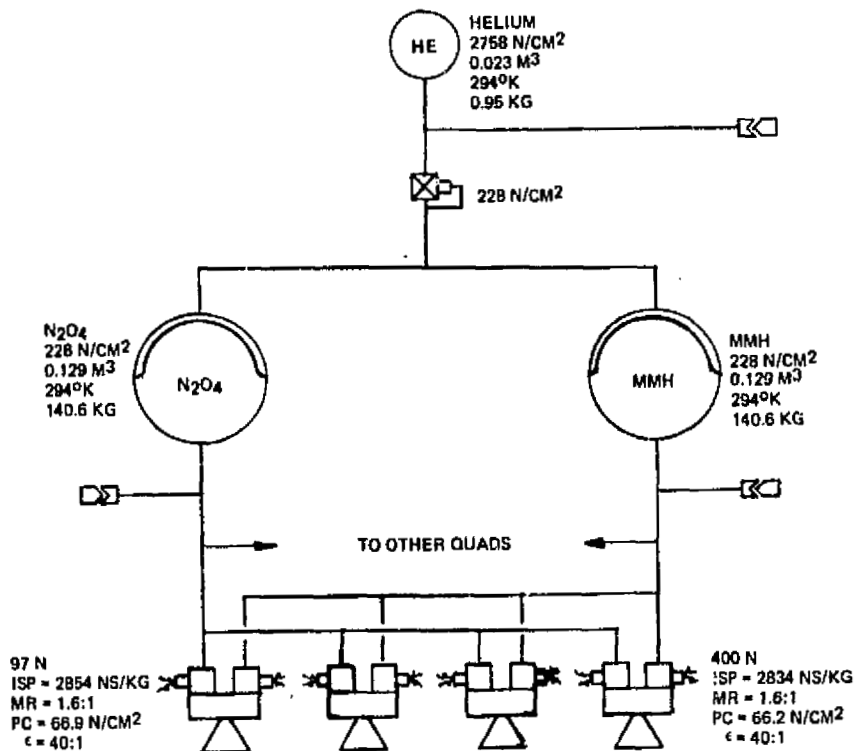 HELIUM
2758 N/CM²
0.023 M³
294⁰K
0.95 KG
HE
228 N/CM²
N₂O₄
228 N/CM²
0.129 M³
294⁰K
140.6 KG
N₂O₄
MMH
MMH
228 N/CM²
0.129 M³
294⁰K
140.6 KG
TO OTHER QUADS
97 N
ISP = 2854 NS/KG
MR = 1.6:1
PC = 66.9 N/CM²
ϵ = 40:1
400 N
ISP = 2834 NS/KG
MR = 1.6:1
PC = 66.2 N/CM²
ϵ = 40:1